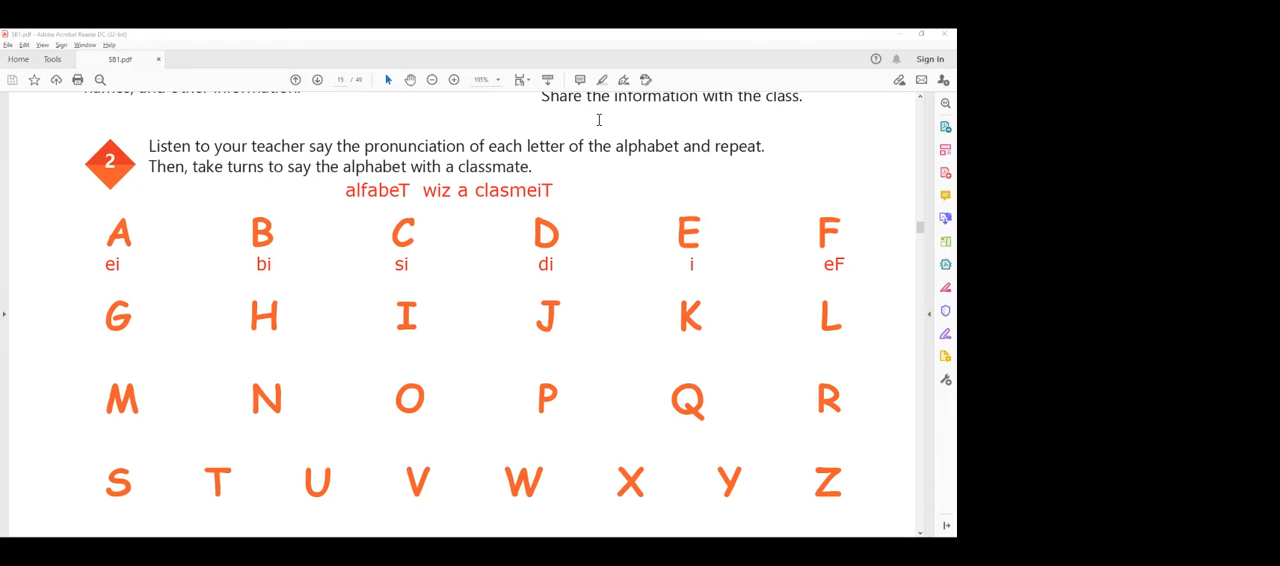 SB1.pdf - Adobe Acrobat Reader DC (32-bit)
File Edit View Sign Window Help
Home Tools SB1.pdf × Sign In
15 / 49 195%
Share the information with the class.
2 Listen to your teacher say the pronunciation of each letter of the alphabet and repeat.
Then, take turns to say the alphabet with a classmate.
alfabeT wiz a clasmeiT
A B C D E F
ei bi si di i eF
G H I J K L
M N O P Q R
S T U V W X Y Z